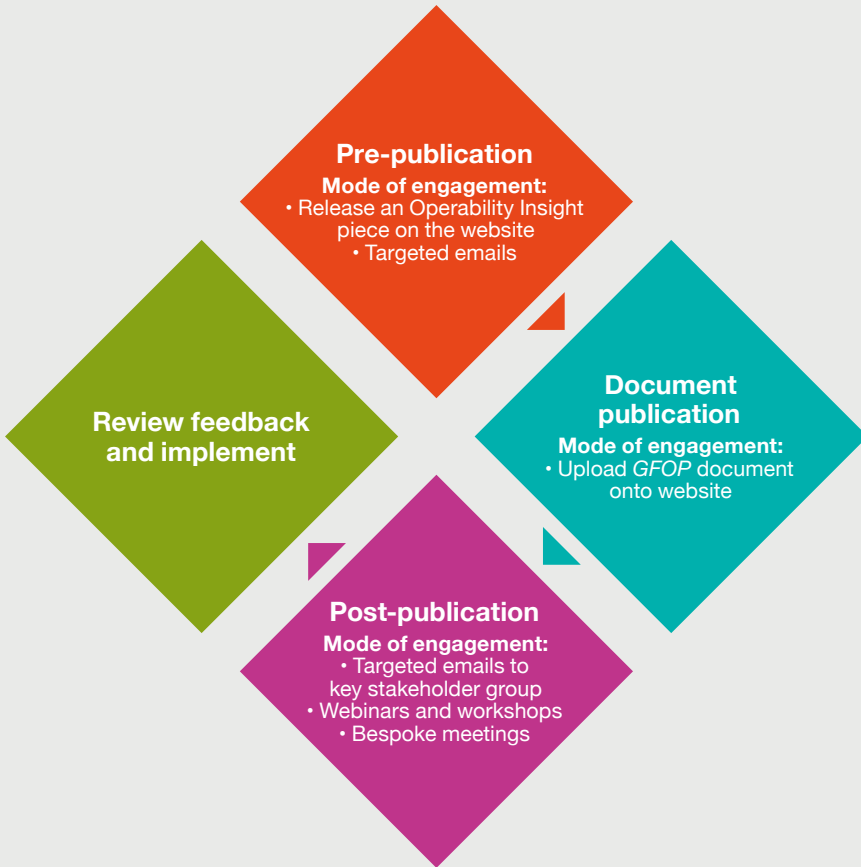 Pre-publication
Mode of engagement:
• Release an Operability Insight
piece on the website
• Targeted emails
Document
publication
Mode of engagement:
• Upload GFOP document
onto website
Post-publication
Mode of engagement:
• Targeted emails to
key stakeholder group
• Webinars and workshops
• Bespoke meetings
Review feedback
and implement